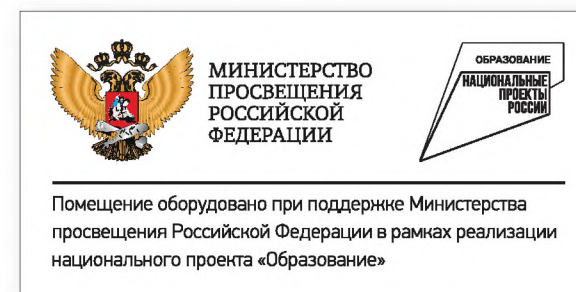 МИНИСТЕРСТВО
ПРОСВЕЩЕНИЯ
РОССИЙСКОЙ
ФЕДЕРАЦИИ
ОБРАЗОВАНИЕ
НАЦИОНАЛЬНЫЕ
ПРОЕКТЫ
РОССИИ
Помещение оборудовано при поддержке Министерства
просвещения Российской Федерации в рамках реализации
национального проекта «Образование»